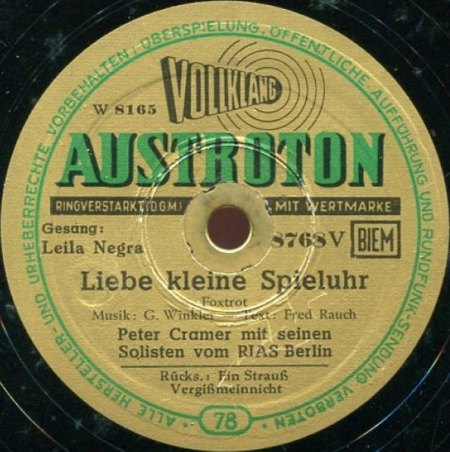 ALLE HERSTELLER- UND URHEBERRECHTE VORBEHALTEN, ÜBERSPIELUNG, ÖFFENTLICHE AUFFÜHRUNG UND RUNDFUNK-SENDUNG VERBOTEN
VOLLKLANG
W 8165
AUSTROTON
RINGVERSTÄRKT (DGM) MIT WERTMARKE
Gesang:
Leila Negra
8768 V
BIEM
Liebe kleine Spieluhr
Foxtrot
Musik: G. Winkler - Text: Fred Rauch
Peter Cramer mit seinen
Solisten vom RIAS Berlin
Rücks.: Ein Strauß
Vergißmeinnicht
78